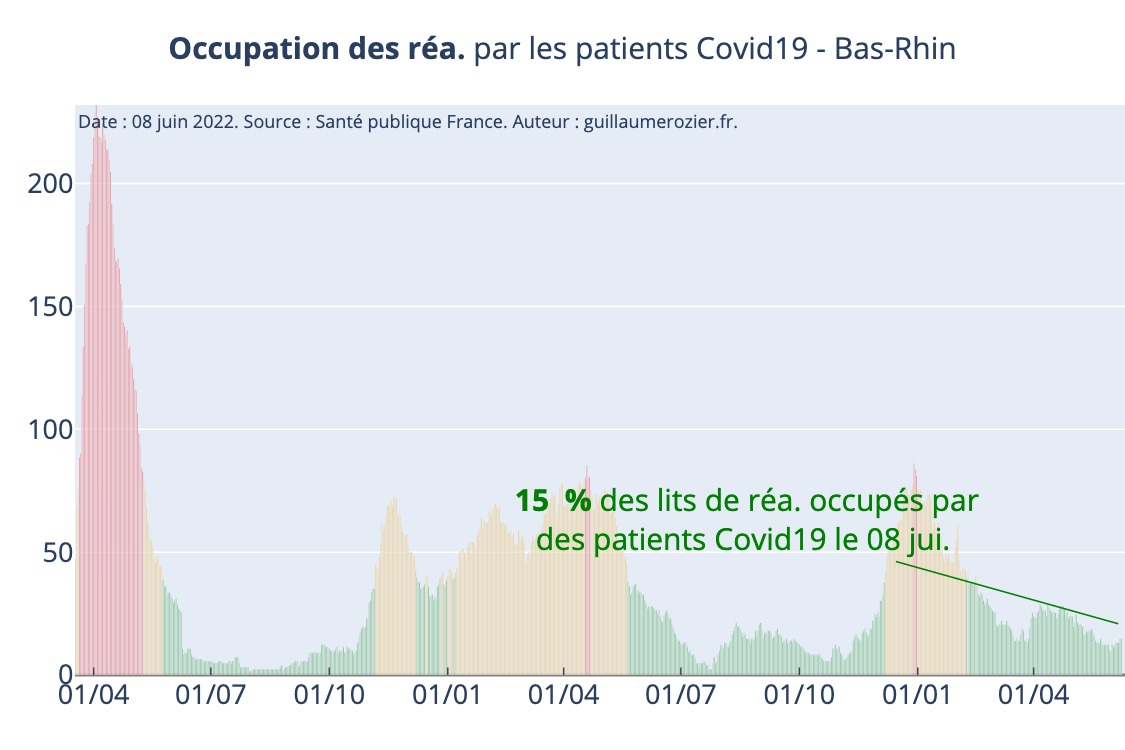 Occupation des réa. par les patients Covid19 - Bas-Rhin
Date : 08 juin 2022. Source : Santé publique France. Auteur : guillaumerozier.fr.
200
150
100
50
0
15  % des lits de réa. occupés par
des patients Covid19 le 08 jui.
01/04 01/07 01/10 01/01 01/04 01/07 01/10 01/01 01/04